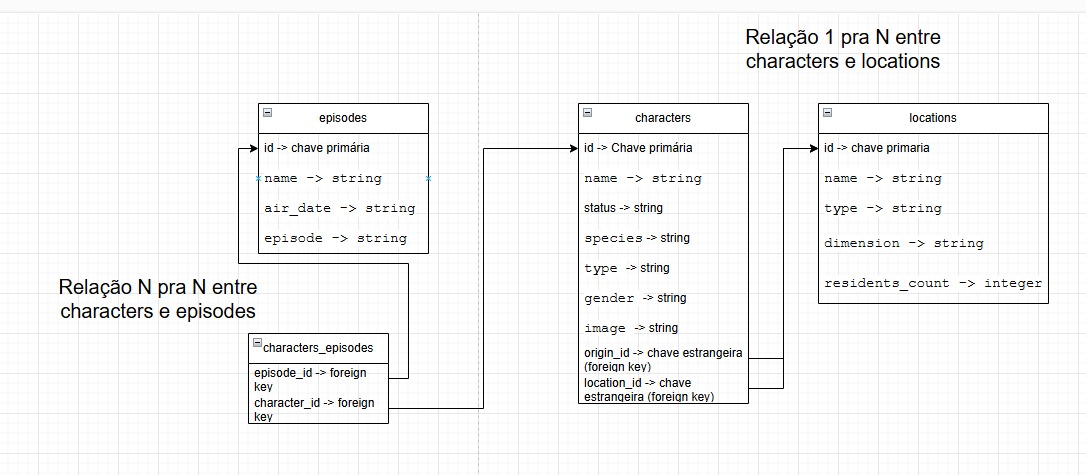 Relação 1 pra N entre
characters e locations
episodes
id -> chave primária
name -> string
air_date -> string
episode -> string
characters
id -> Chave primária
name -> string
status -> string
species -> string
type -> string
gender -> string
image -> string
origin_id -> chave estrangeira
(foreign key)
location_id -> chave
estrangeira (foreign key)
locations
id -> chave primaria
name -> string
type -> string
dimension -> string
residents_count -> integer
Relação N pra N entre
characters e episodes
characters_episodes
episode_id -> foreign
key
character_id -> foreign
key